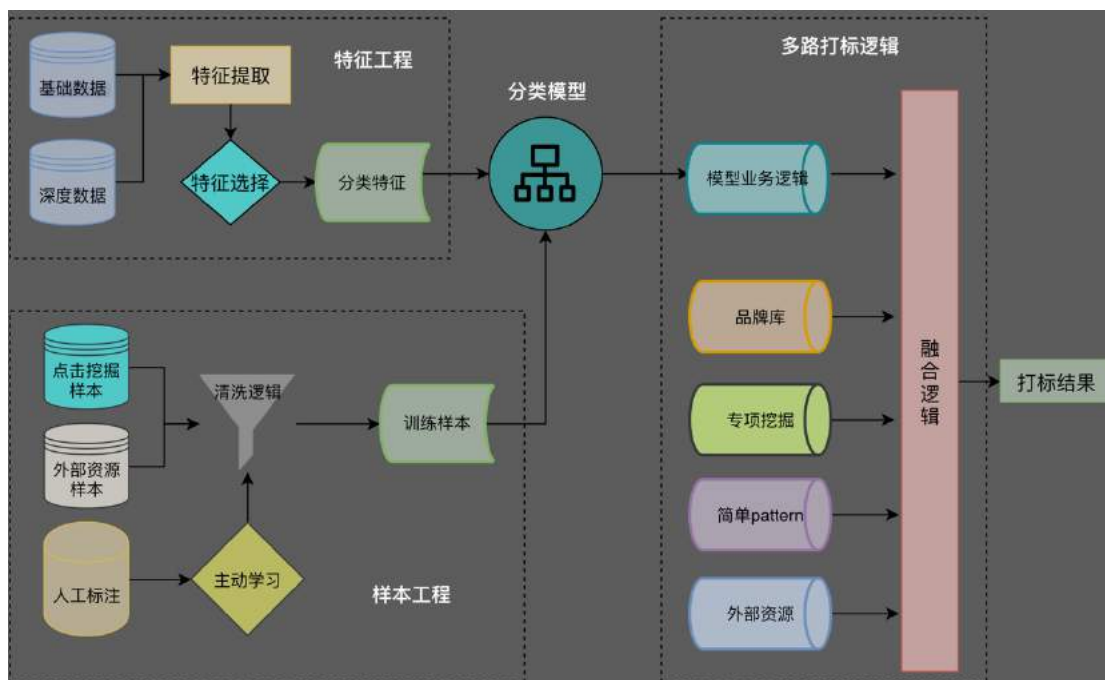 特征工程
基础数据
特征提取
深度数据
特征选择
分类特征
分类模型
点击挖掘
样本
外部资源
样本
人工标注
清洗逻辑
主动学习
训练样本
样本工程
多路打标逻辑
模型业务逻辑
品牌库
专项挖掘
简单pattern
外部资源
融合逻辑
打标结果